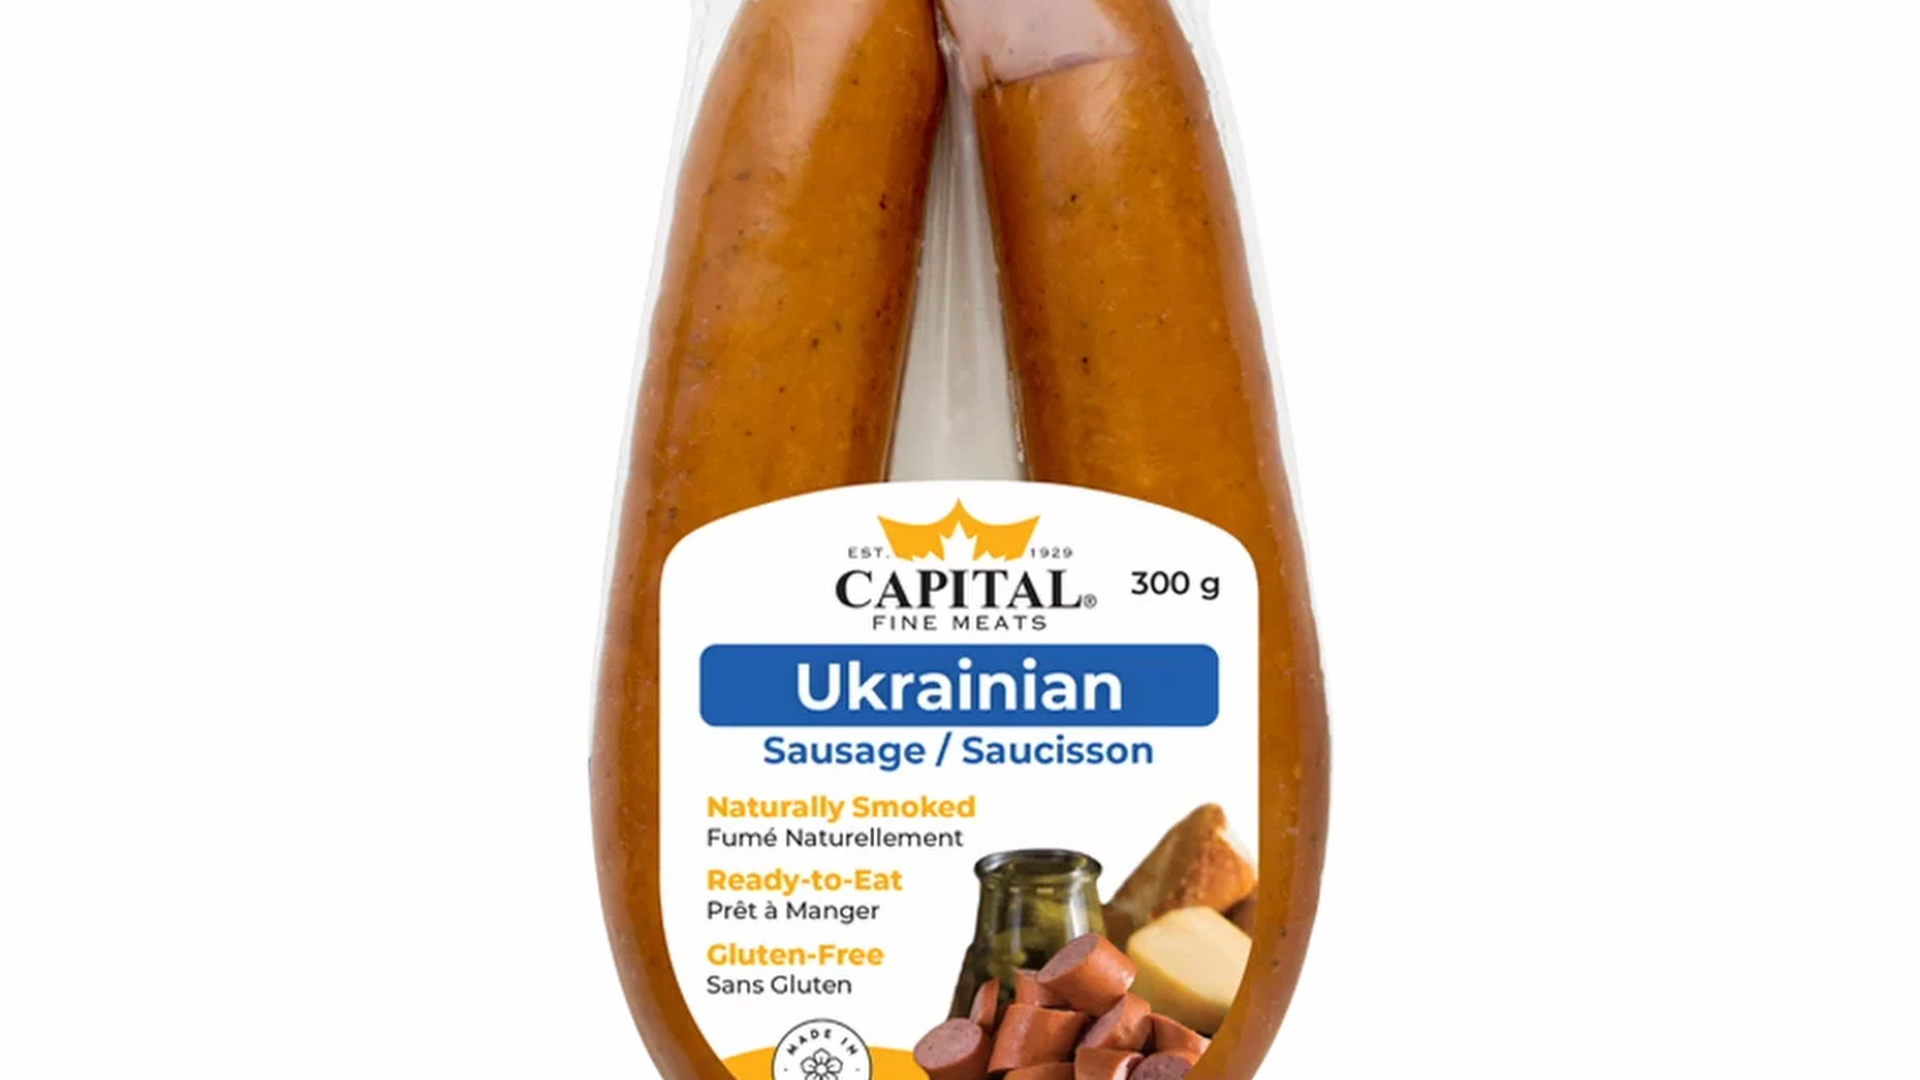 EST. 1929
CAPITAL®
FINE MEATS
300 g
Ukrainian
Sausage / Saucisson
Naturally Smoked
Fumé Naturellement
Ready-to-Eat
Prêt à Manger
Gluten-Free
Sans Gluten
MADE IN